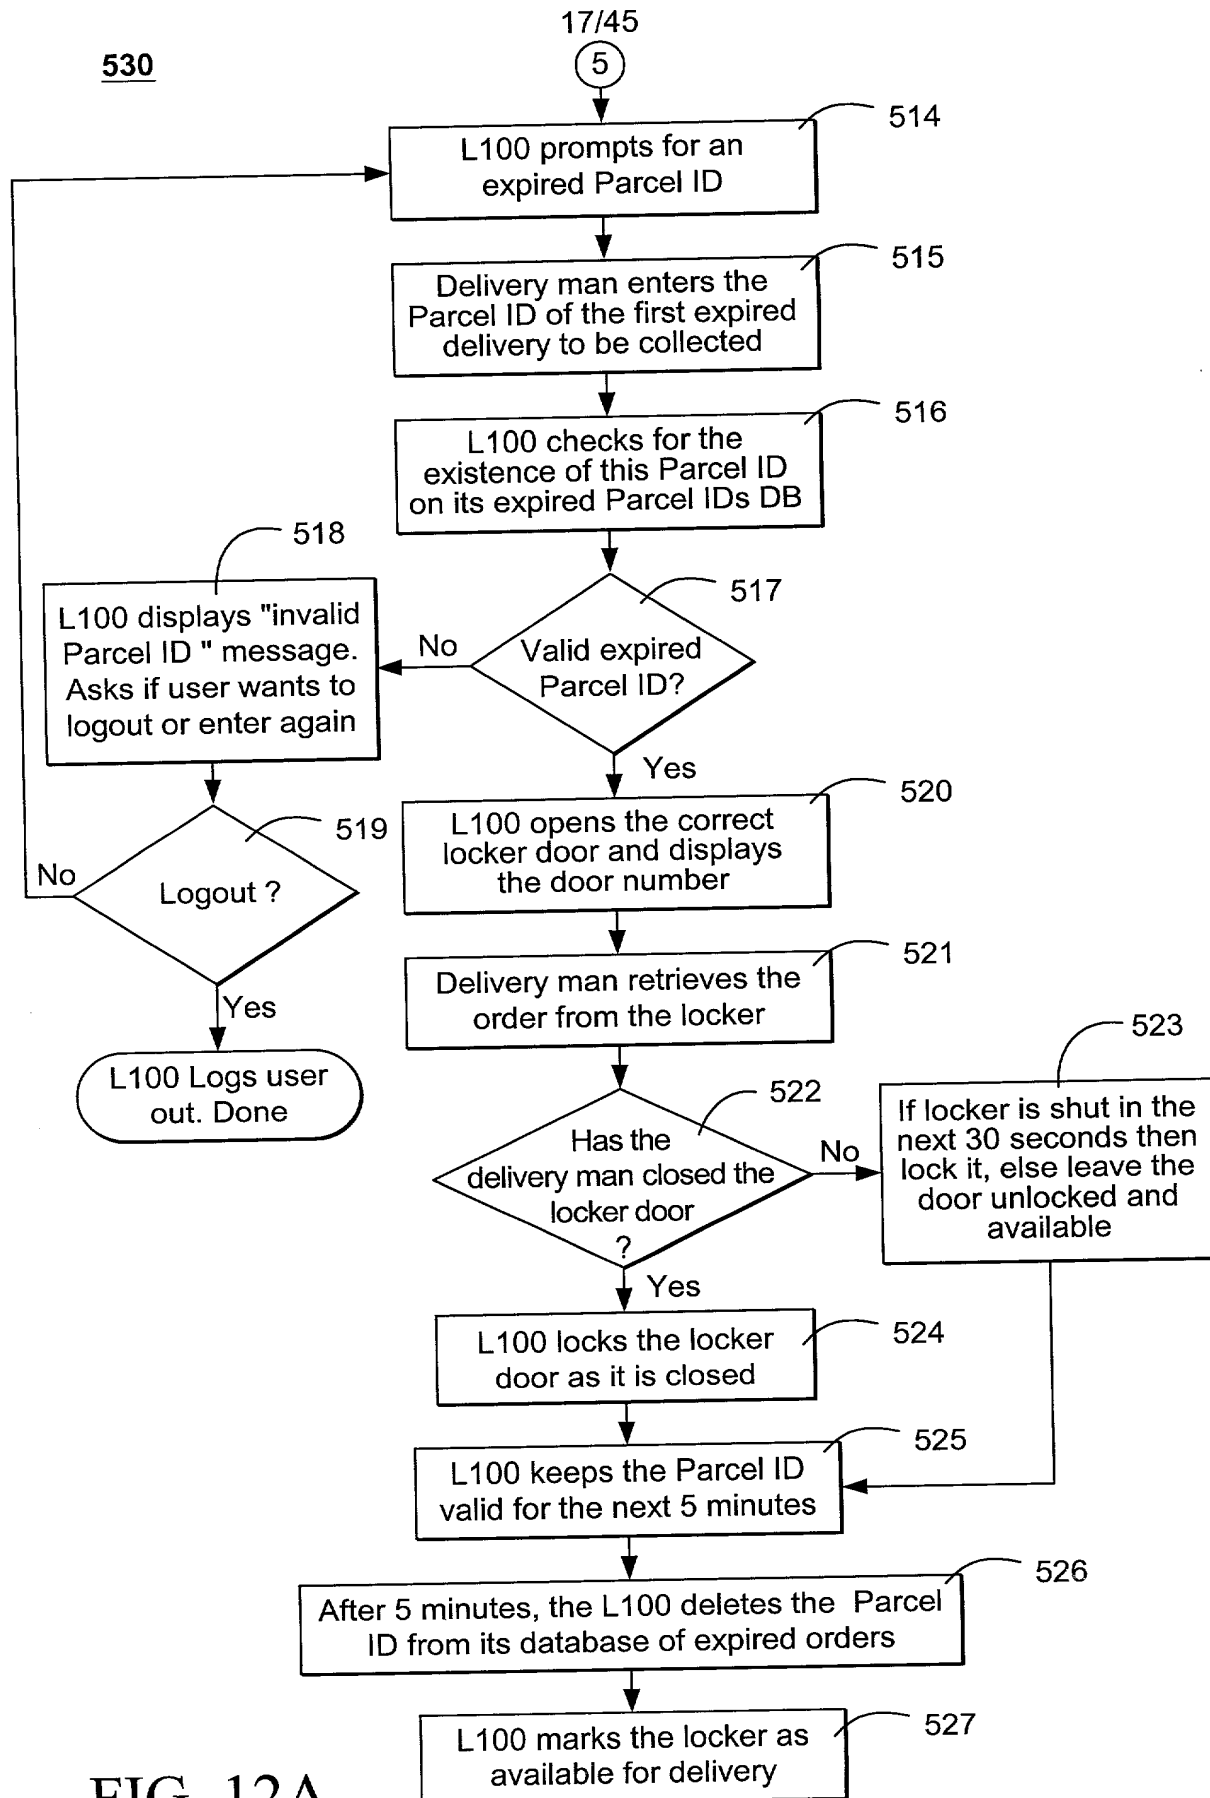 17/45
530
5
514
L100 prompts for an
expired Parcel ID
515
Delivery man enters the
Parcel ID of the first expired
delivery to be collected
516
L100 checks for the
existence of this Parcel ID
on its expired Parcel IDs DB
518
L100 displays "invalid
Parcel ID " message.
Asks if user wants to
logout or enter again
No
517
Valid expired
Parcel ID?
Yes
519
No
Logout ?
Yes
L100 Logs user
out. Done
520
L100 opens the correct
locker door and displays
the door number
521
Delivery man retrieves the
order from the locker
522
Has the
delivery man closed the
locker door
?
No
523
If locker is shut in the
next 30 seconds then
lock it, else leave the
door unlocked and
available
Yes
524
L100 locks the locker
door as it is closed
525
L100 keeps the Parcel ID
valid for the next 5 minutes
526
After 5 minutes, the L100 deletes the Parcel
ID from its database of expired orders
527
L100 marks the locker as
available for delivery
FIG. 12A